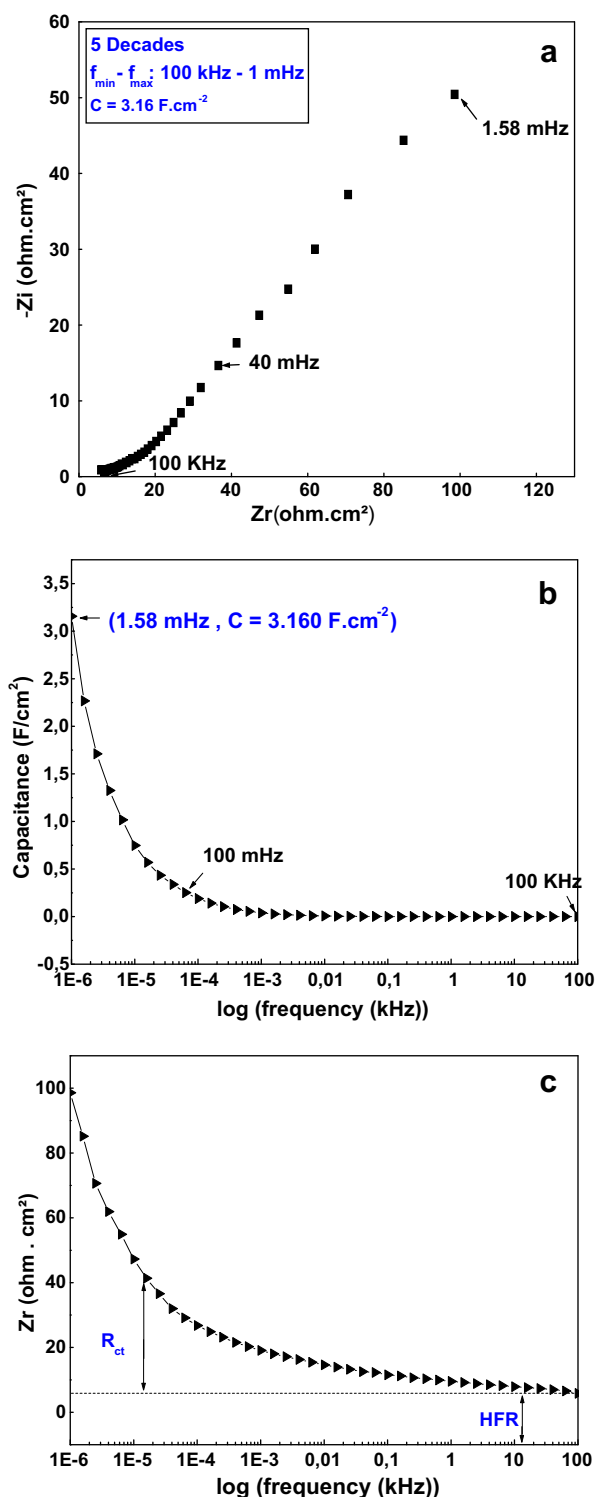 a
5 Decades
f_min - f_max: 100 kHz - 1 mHz
C = 3.16 F.cm⁻²
-60
50
40
30
20
10
0
-Zi (ohm.cm²)
1.58 mHz
40 mHz
100 KHz
0 20 40 60 80 100 120
Zr(ohm.cm²)
b
3,5
3,0
2,5
2,0
1,5
1,0
0,5
0,0
-0,5
Capacitance (F/cm²)
(1.58 mHz , C = 3.160 F.cm⁻²)
100 mHz
100 KHz
1E-6 1E-5 1E-4 1E-3 0,01 0,1 1 10 100
log (frequency (kHz))
c
100
80
60
40
20
0
Zr (ohm . cm²)
R_ct
HFR
1E-6 1E-5 1E-4 1E-3 0,01 0,1 1 10 100
log (frequency (kHz))